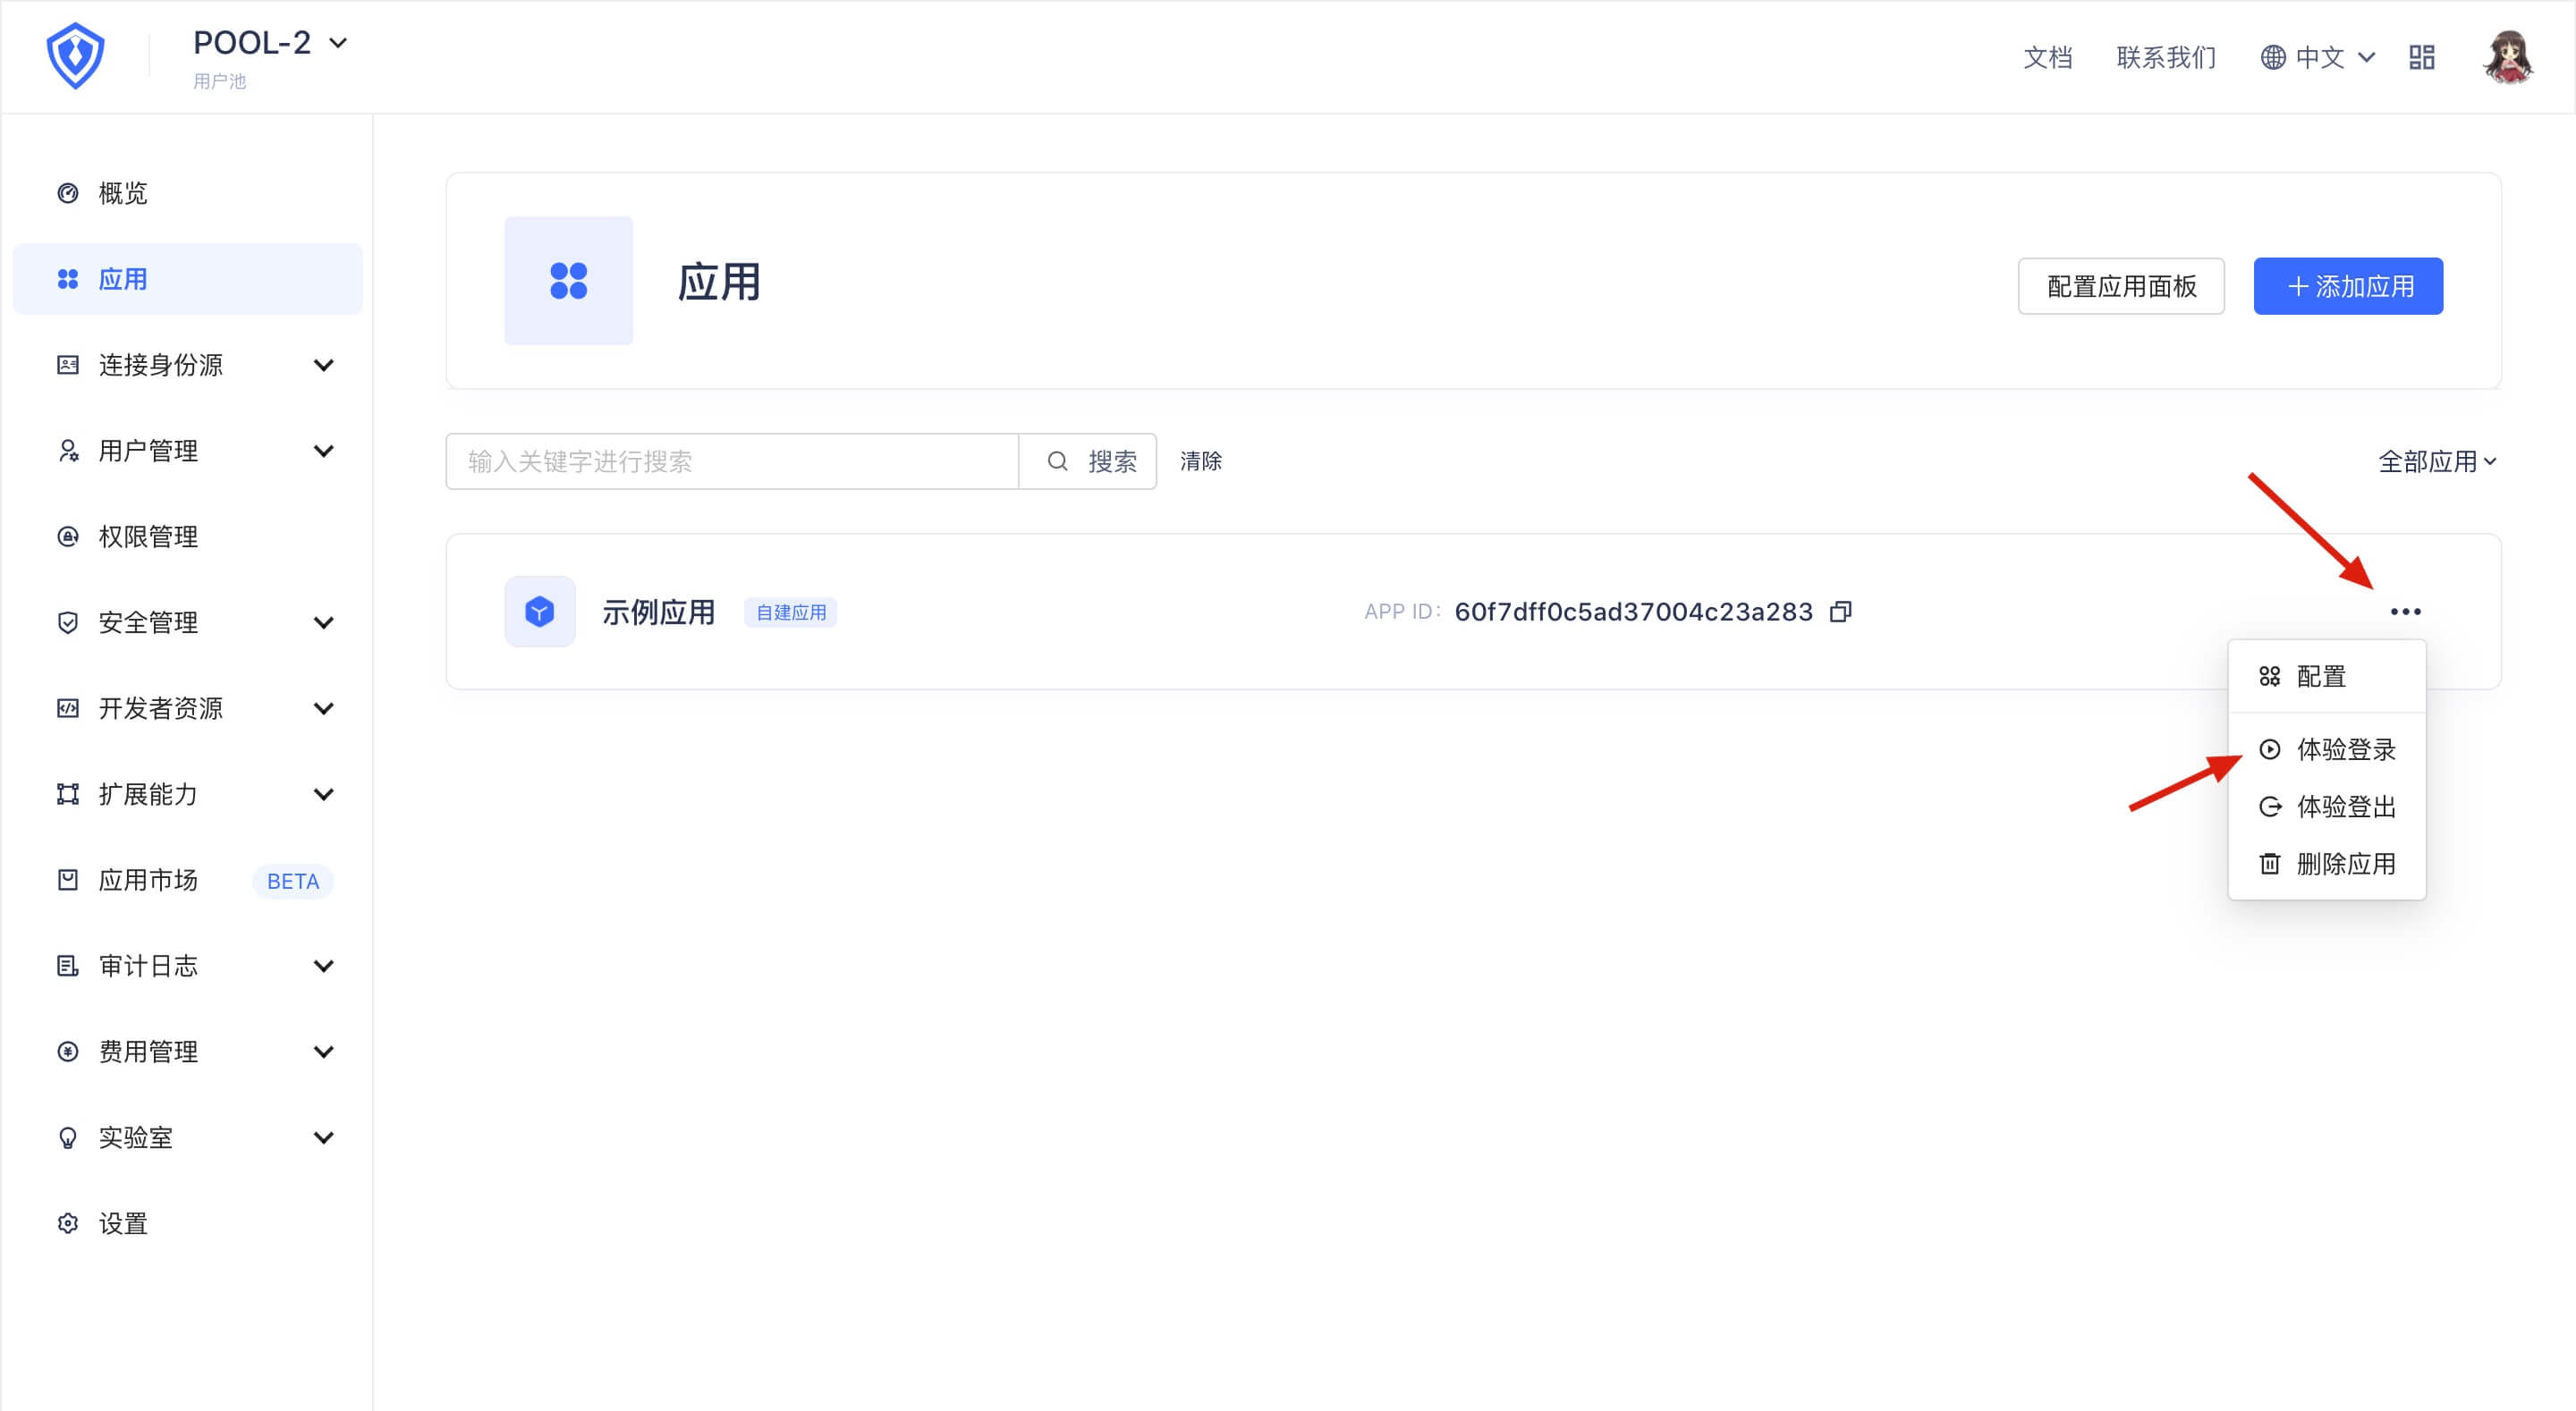 POOL-2
用户池
文档
联系我们
中文
概览
应用
连接身份源
用户管理
权限管理
安全管理
开发者资源
扩展能力
应用市场 BETA
审计日志
费用管理
实验室
设置
应用
配置应用面板
添加应用
输入关键字进行搜索
搜索
清除
全部应用
示例应用 自建应用
APP ID: 60f7dff0c5ad37004c23a283
配置
体验登录
体验登出
删除应用